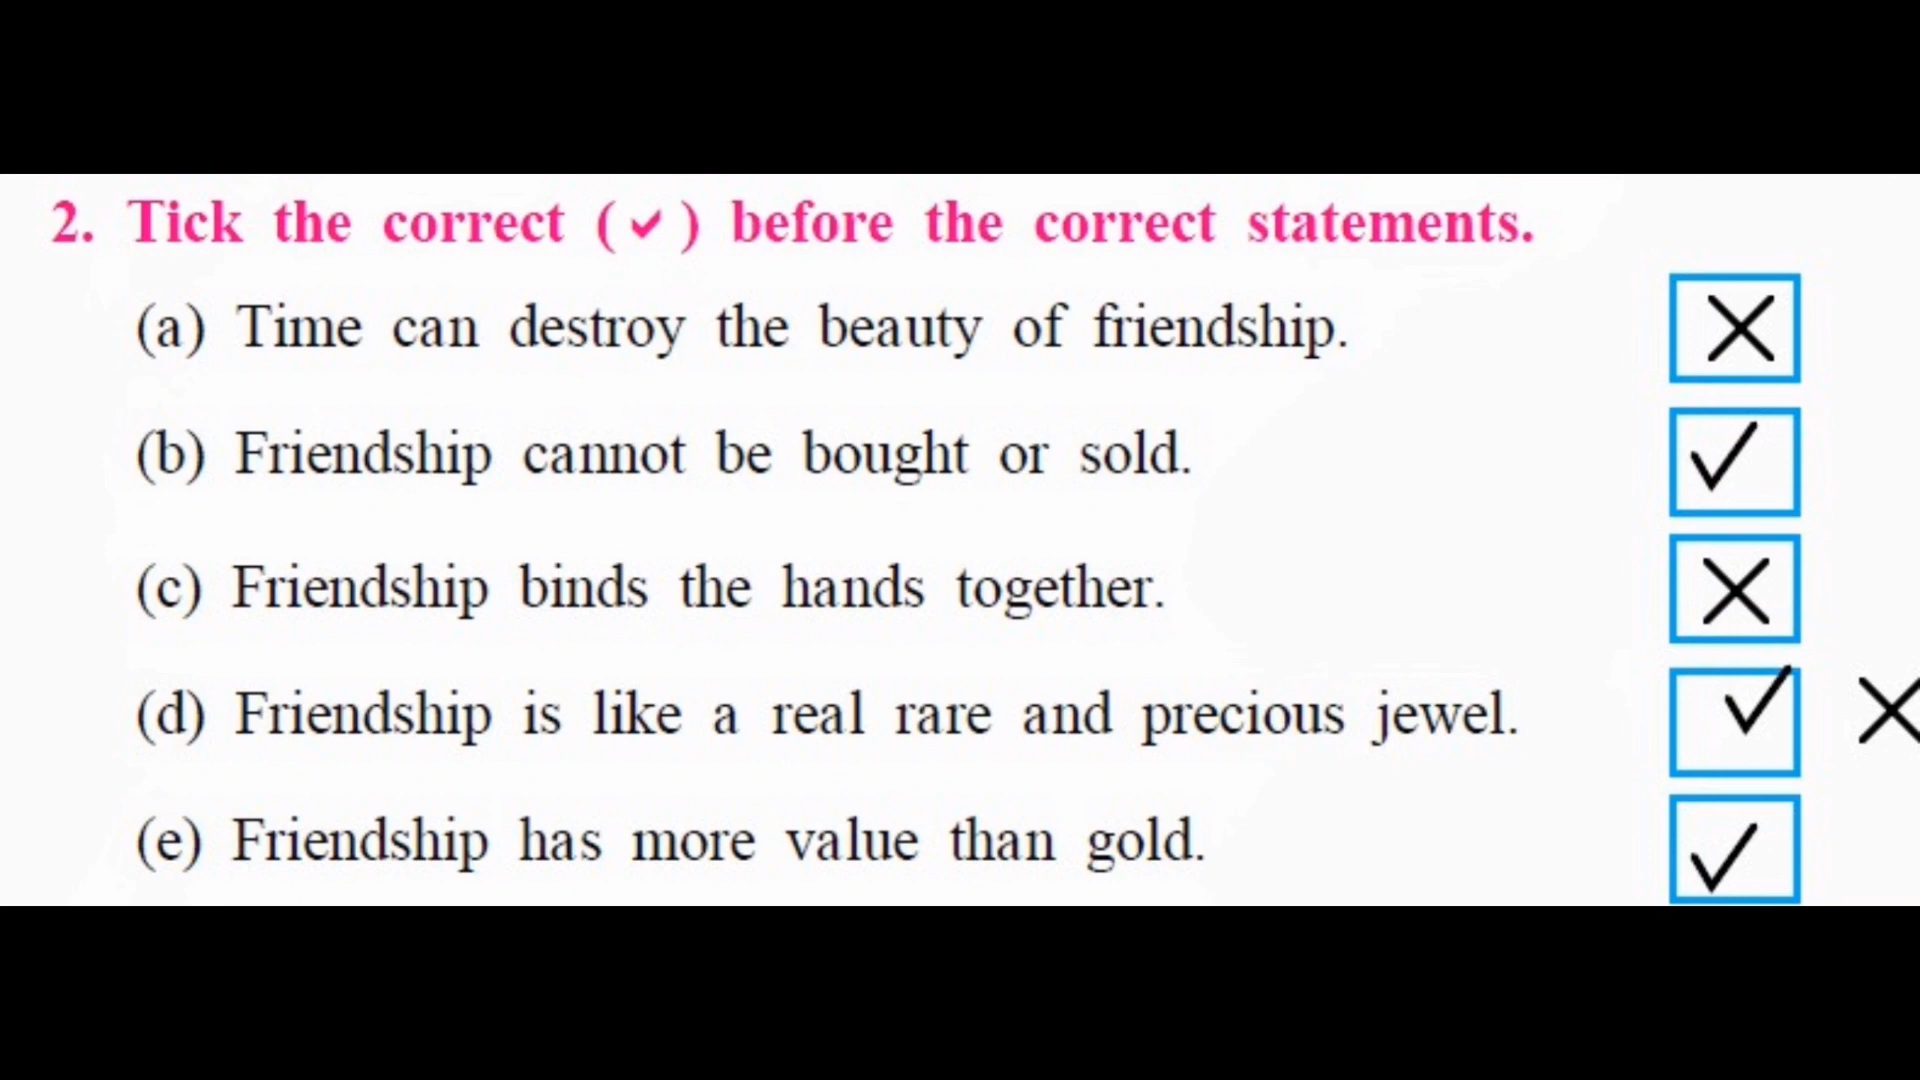 2. Tick the correct (✓) before the correct statements.
(a) Time can destroy the beauty of friendship. ✗
(b) Friendship cannot be bought or sold. ✓
(c) Friendship binds the hands together. ✗
(d) Friendship is like a real rare and precious jewel. ✓ ✗
(e) Friendship has more value than gold. ✓